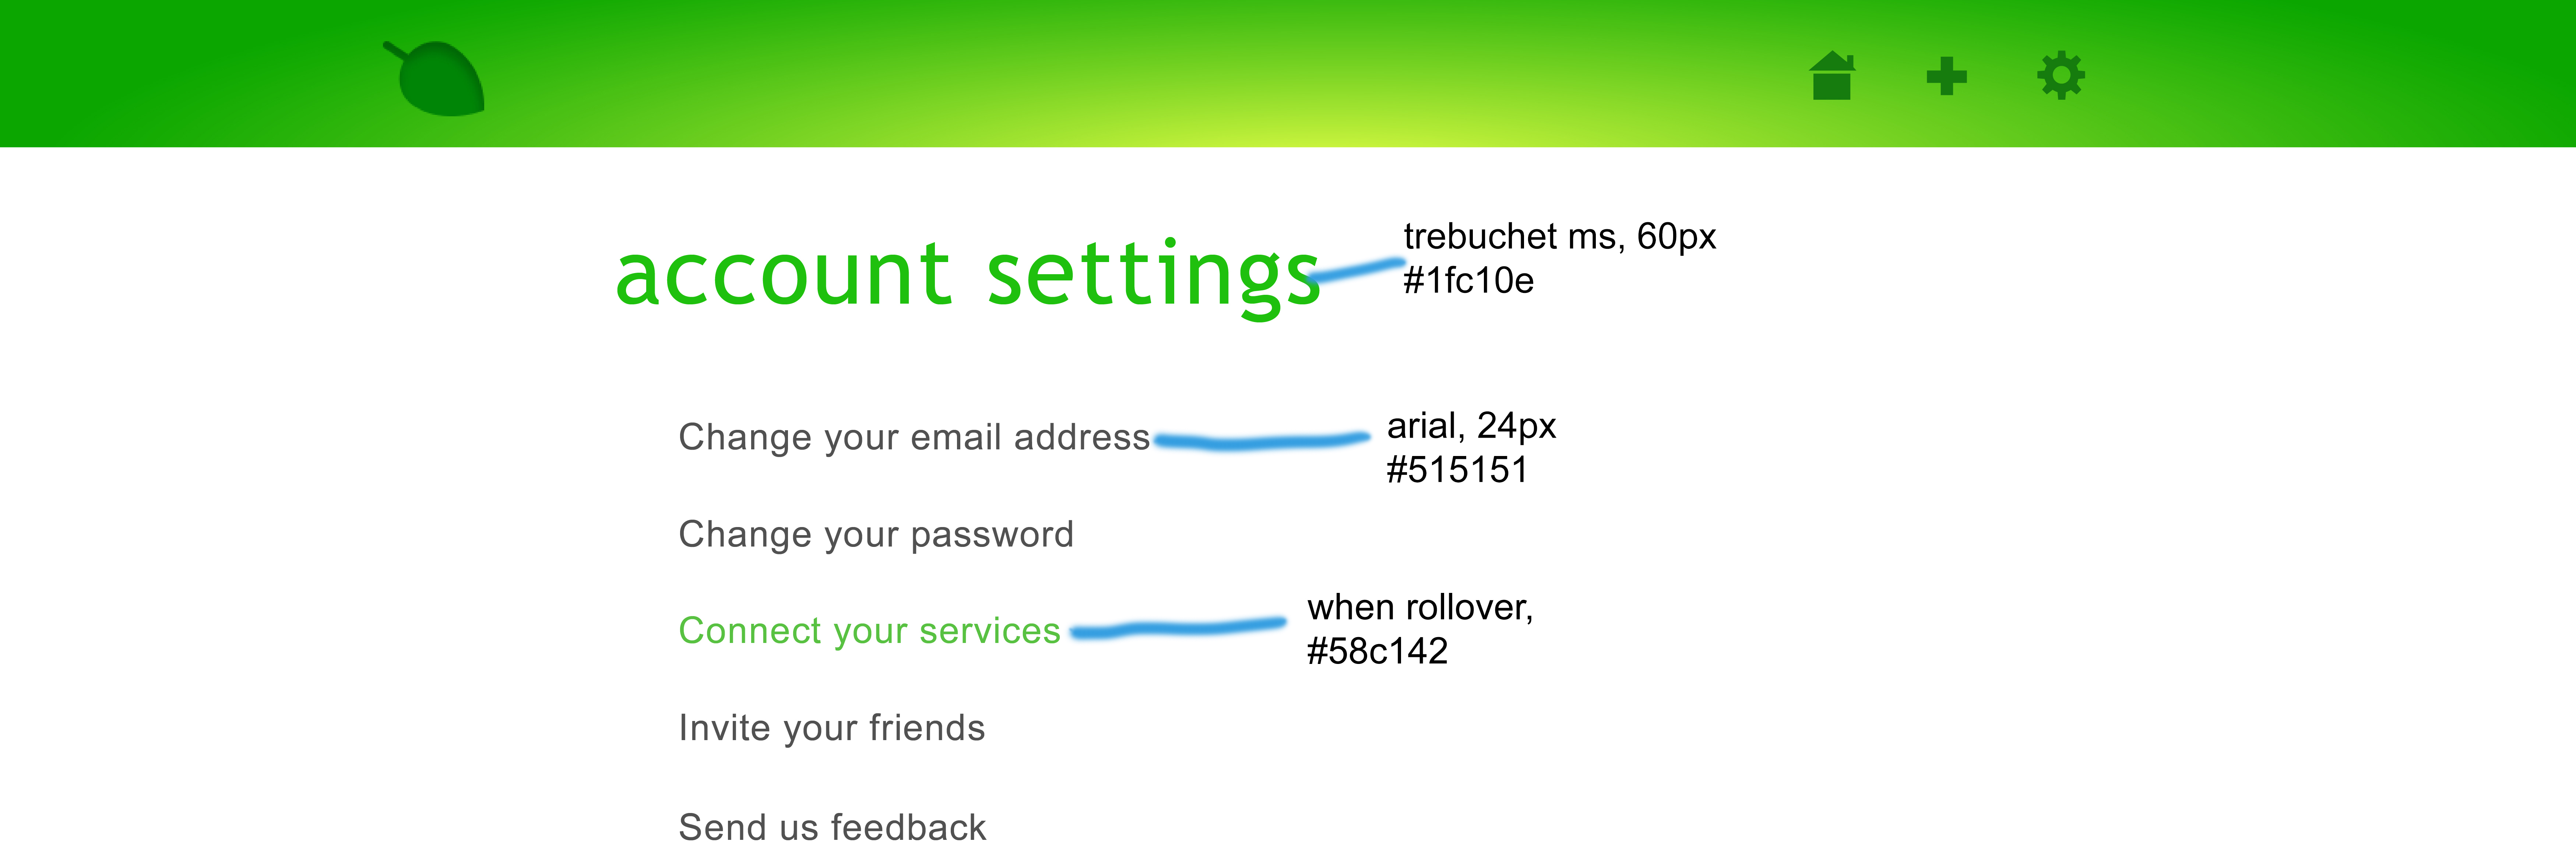 account settings
trebuchet ms, 60px
#1fc10e
Change your email address
arial, 24px
#515151
Change your password
Connect your services
when rollover,
#58c142
Invite your friends
Send us feedback